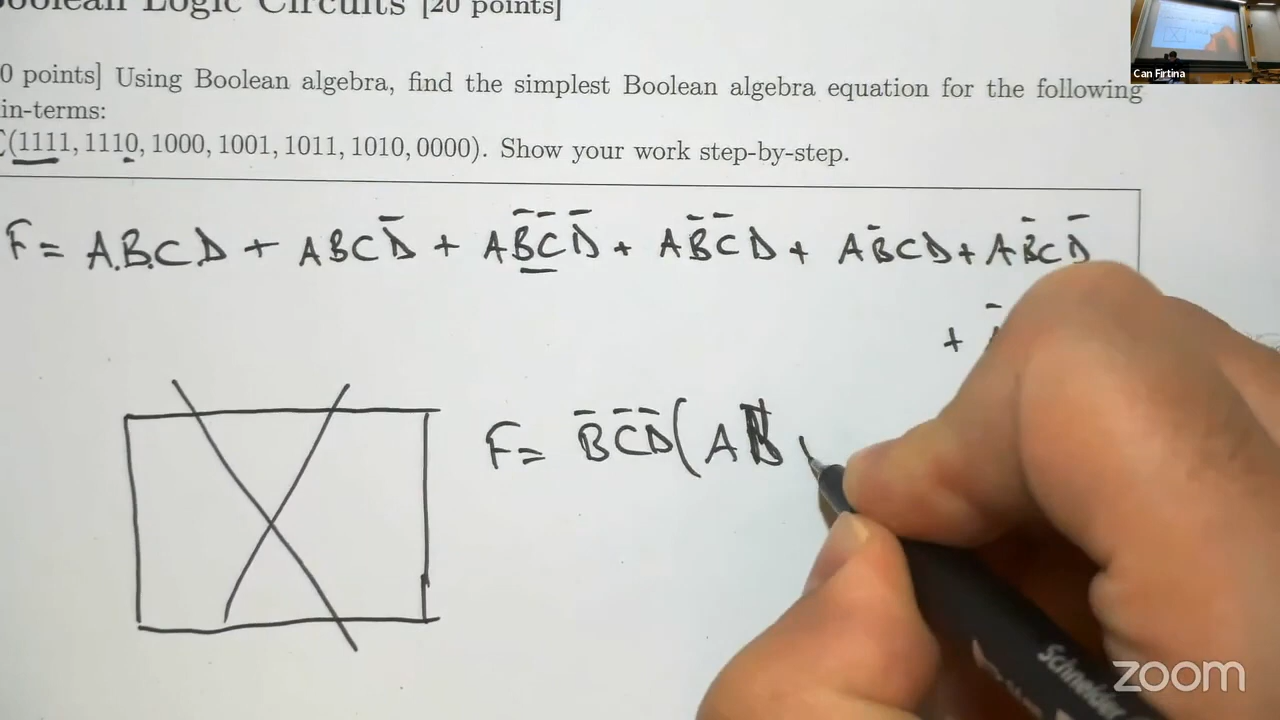 Boolean Logic Circuits [20 points]
Can Firtina
0 points] Using Boolean algebra, find the simplest Boolean algebra equation for the following
in-terms:
(1111, 1110, 1000, 1001, 1011, 1010, 0000). Show your work step-by-step.
F = A.B.C.D + ABCD̅ + AB̅C̅D̅ + AB̅C̅D + AB̅CD + AB̅CD̅
+
F = B̅C̅D̅(A
Schneider
zoom